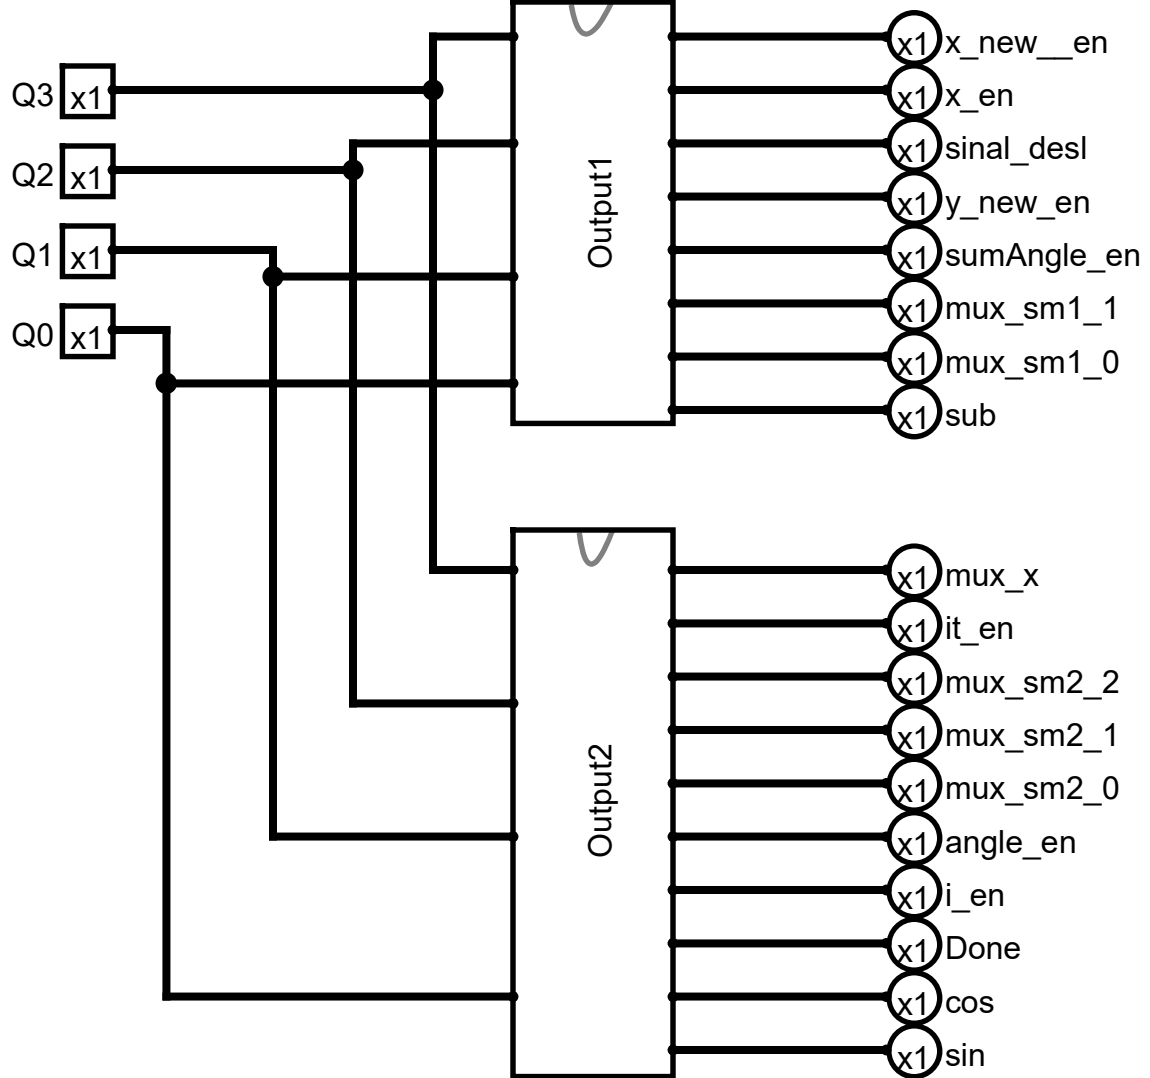 Q3 x1
Q2 x1
Q1 x1
Q0 x1
Output1
x1 x_new__en
x1 x_en
x1 sinal_desl
x1 y_new_en
x1 sumAngle_en
x1 mux_sm1_1
x1 mux_sm1_0
x1 sub
Output2
x1 mux_x
x1 it_en
x1 mux_sm2_2
x1 mux_sm2_1
x1 mux_sm2_0
x1 angle_en
x1 i_en
x1 Done
x1 cos
x1 sin